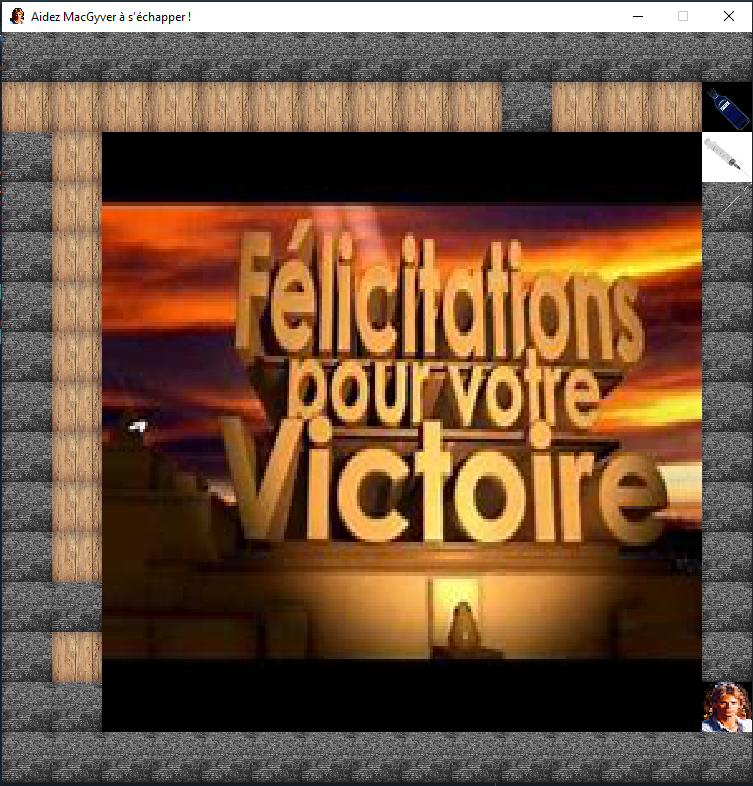 Aidez MacGyver à s'échapper !
Félicitations
pour votre
Victoire